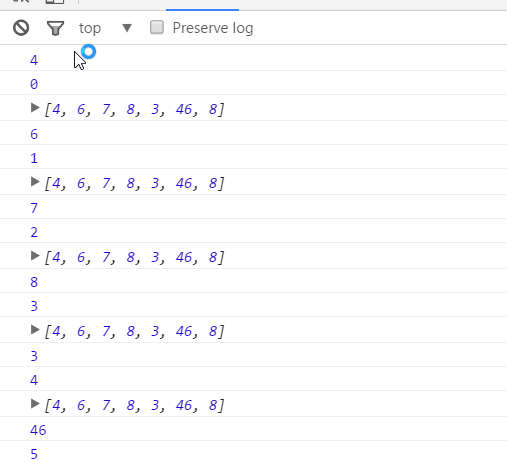 top Preserve log
4
0
[4, 6, 7, 8, 3, 46, 8]
6
1
[4, 6, 7, 8, 3, 46, 8]
7
2
[4, 6, 7, 8, 3, 46, 8]
8
3
[4, 6, 7, 8, 3, 46, 8]
3
4
[4, 6, 7, 8, 3, 46, 8]
46
5